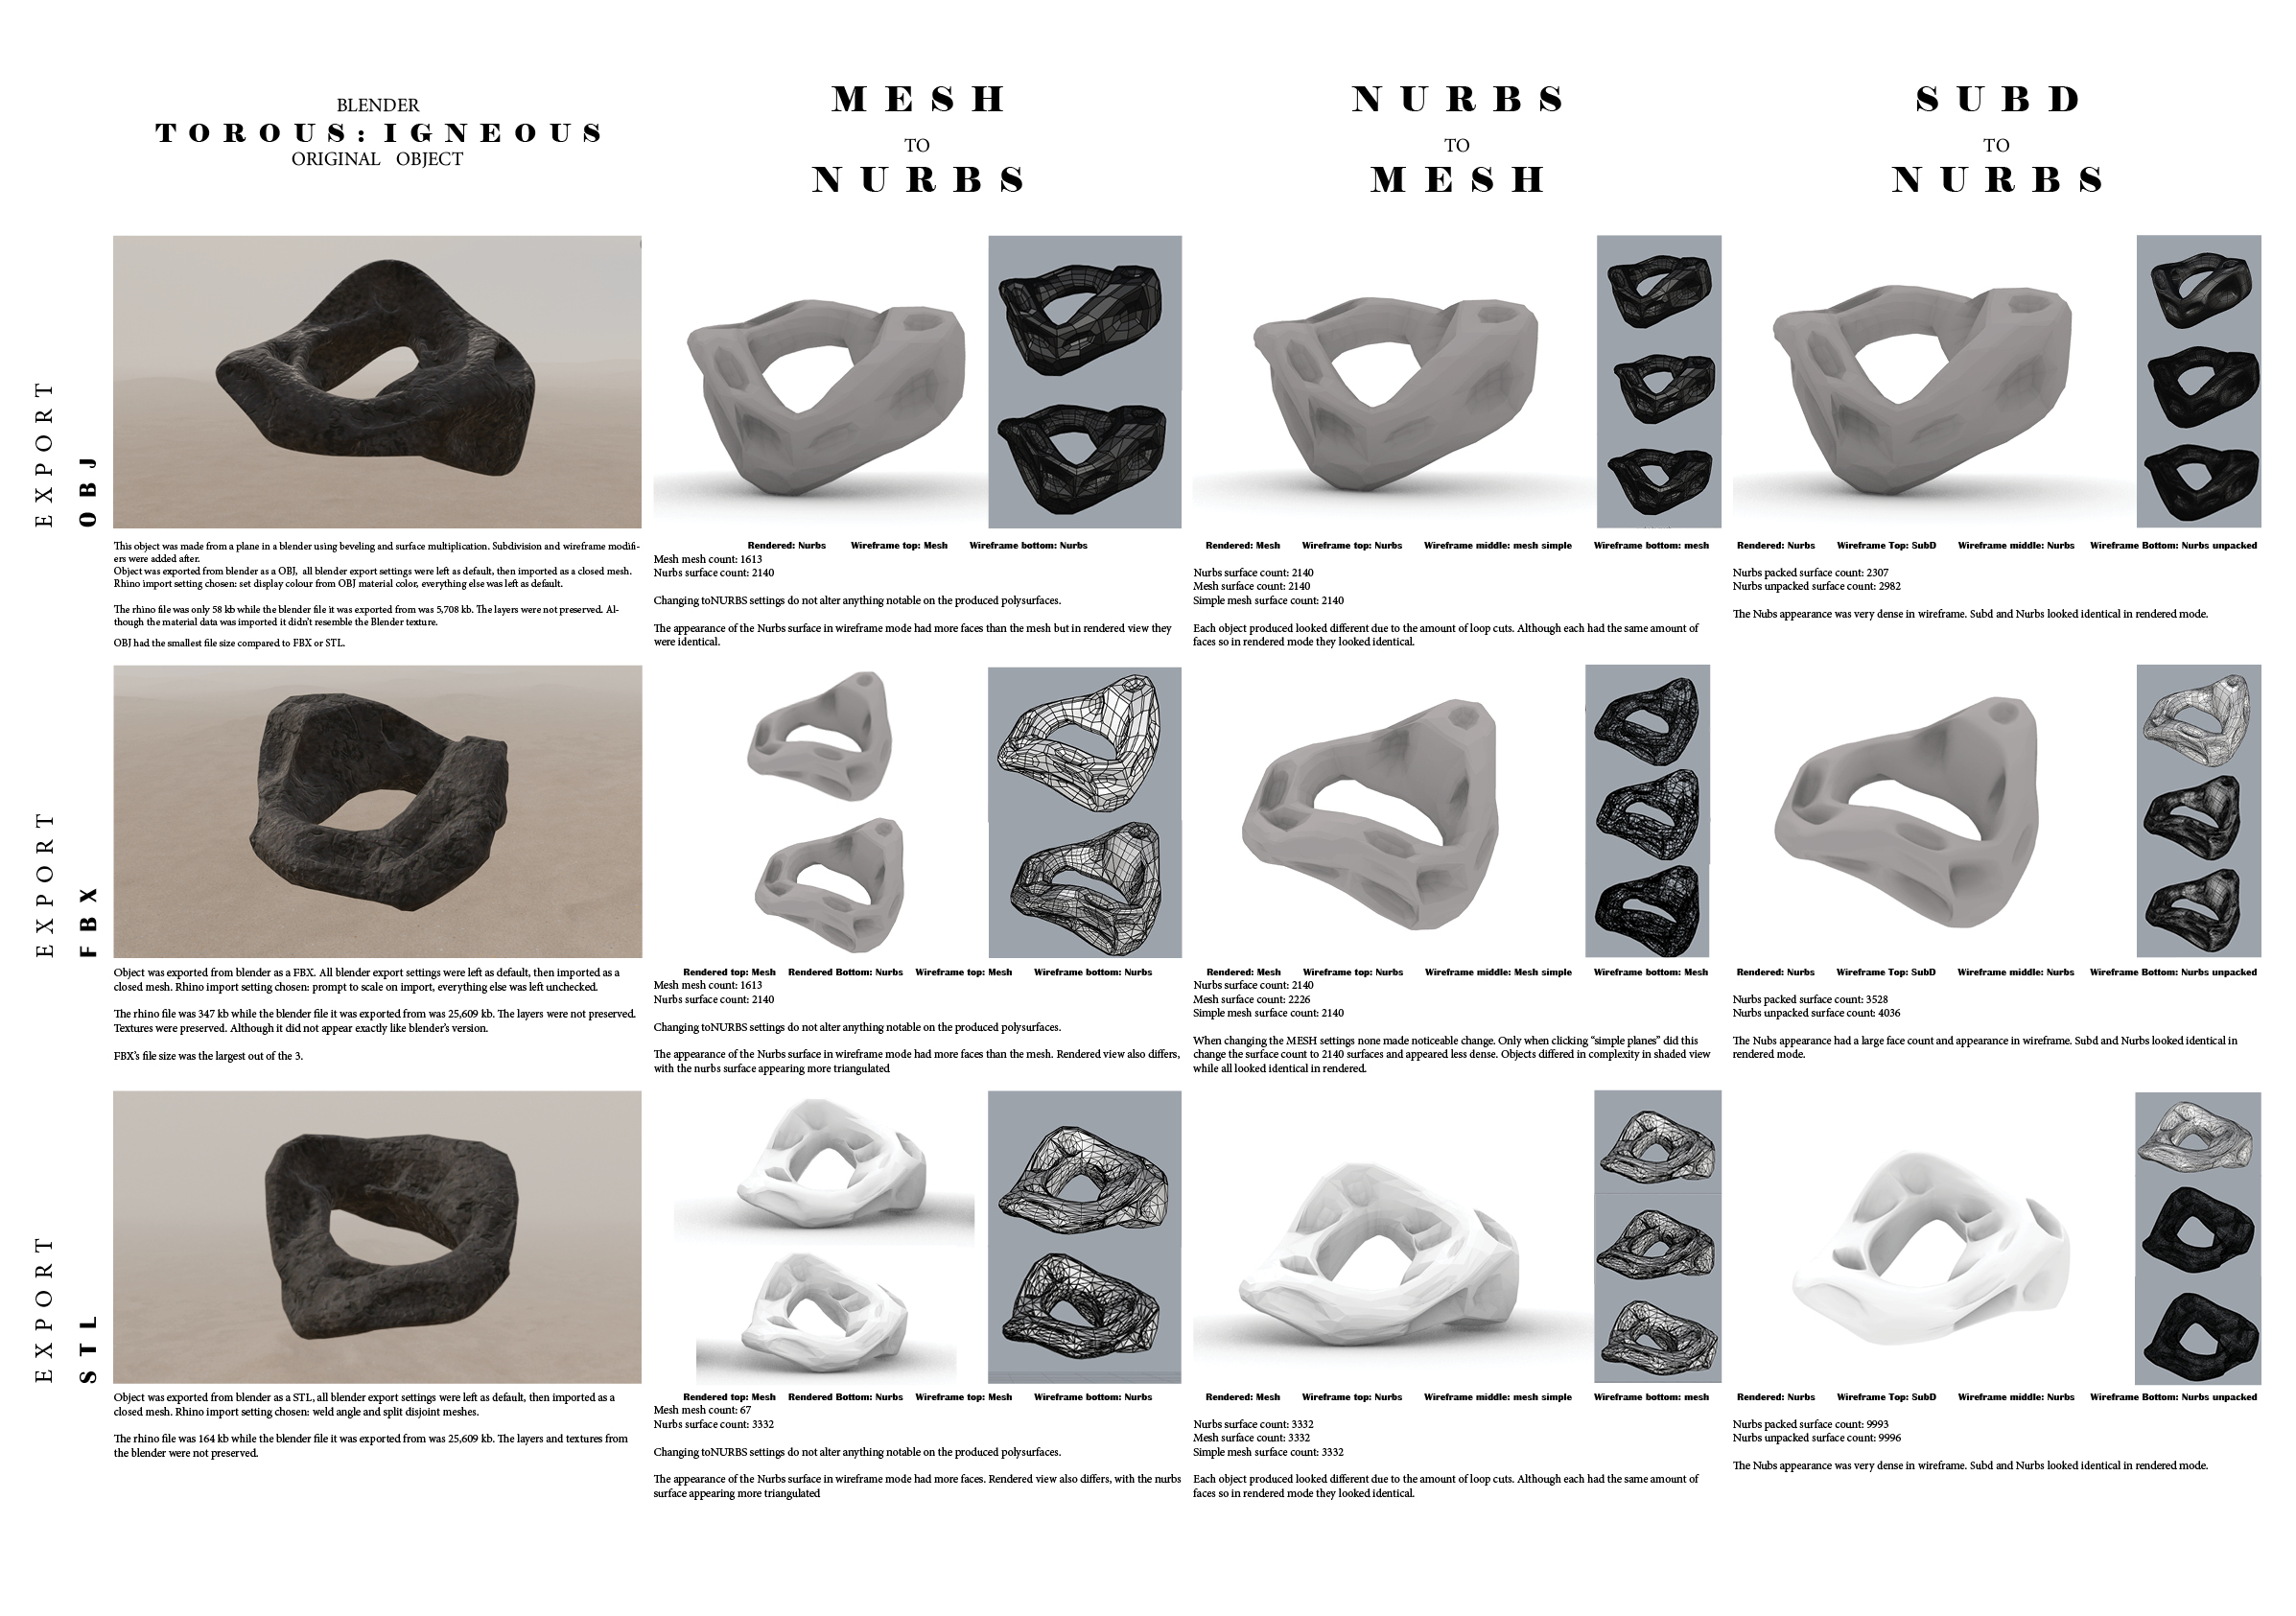 BLENDER
TOROUS: IGNEOUS
ORIGINAL OBJECT
MESH
TO
NURBS
NURBS
TO
MESH
SUBD
TO
NURBS
EXPORT
OBJ
This object was made from a plane in a blender using beveling and surface multiplication. Subdivision and wireframe modifi-
ers were added after.
Object was exported from blender as a OBJ, all blender export settings were left as default, then imported as a closed mesh.
Rhino import setting chosen: set display colour from OBJ material color, everything else was left as default.
The rhino file was only 58 kb while the blender file it was exported from was 5,708 kb. The layers were not preserved. Al-
though the material data was imported it didn't resemble the Blender texture.
OBJ had the smallest file size compared to FBX or STL.
Rendered: Nurbs Wireframe top: Mesh Wireframe bottom: Nurbs
Mesh mesh count: 1613
Nurbs surface count: 2140
Changing toNURBS settings do not alter anything notable on the produced polysurfaces.
The appearance of the Nurbs surface in wireframe mode had more faces than the mesh but in rendered view they
were identical.
Rendered: Mesh Wireframe top: Nurbs Wireframe middle: mesh simple Wireframe bottom: mesh
Nurbs surface count: 2140
Mesh surface count: 2140
Simple mesh surface count: 2140
Each object produced looked different due to the amount of loop cuts. Although each had the same amount of
faces so in rendered mode they looked identical.
Rendered: Nurbs Wireframe Top: SubD Wireframe middle: Nurbs Wireframe Bottom: Nurbs unpacked
Nurbs packed surface count: 2307
Nurbs unpacked surface count: 2982
The Nubs appearance was very dense in wireframe. Subd and Nurbs looked identical in rendered mode.
EXPORT
FBX
Object was exported from blender as a FBX. All blender export settings were left as default, then imported as a
closed mesh. Rhino import setting chosen: prompt to scale on import, everything else was left unchecked.
The rhino file was 347 kb while the blender file it was exported from was 25,609 kb. The layers were not preserved.
Textures were preserved. Although it did not appear exactly like blender's version.
FBX's file size was the largest out of the 3.
Rendered top: Mesh Rendered Bottom: Nurbs Wireframe top: Mesh Wireframe bottom: Nurbs
Mesh mesh count: 1613
Nurbs surface count: 2140
Changing toNURBS settings do not alter anything notable on the produced polysurfaces.
The appearance of the Nurbs surface in wireframe mode had more faces than the mesh. Rendered view also differs,
with the nurbs surface appearing more triangulated
Rendered: Mesh Wireframe top: Nurbs Wireframe middle: Mesh simple Wireframe bottom: Mesh
Nurbs surface count: 2140
Mesh surface count: 2226
Simple mesh surface count: 2140
When changing the MESH settings none made noticeable change. Only when clicking “simple planes” did this
change the surface count to 2140 surfaces and appeared less dense. Objects differed in complexity in shaded view
while all looked identical in rendered.
Rendered: Nurbs Wireframe Top: SubD Wireframe middle: Nurbs Wireframe Bottom: Nurbs unpacked
Nurbs packed surface count: 3528
Nurbs unpacked surface count: 4036
The Nubs appearance had a large face count and appearance in wireframe. Subd and Nurbs looked identical in
rendered mode.
EXPORT
STL
Object was exported from blender as a STL, all blender export settings were left as default, then imported as a
closed mesh. Rhino import setting chosen: weld angle and split disjoint meshes.
The rhino file was 164 kb while the blender file it was exported from was 25,609 kb. The layers and textures from
the blender were not preserved.
Rendered top: Mesh Rendered Bottom: Nurbs Wireframe top: Mesh Wireframe bottom: Nurbs
Mesh mesh count: 67
Nurbs surface count: 3332
Changing toNURBS settings do not alter anything notable on the produced polysurfaces.
The appearance of the Nurbs surface in wireframe mode had more faces. Rendered view also differs, with the nurbs
surface appearing more triangulated
Rendered: Mesh Wireframe top: Nurbs Wireframe middle: mesh simple Wireframe bottom: mesh
Nurbs surface count: 3332
Mesh surface count: 3332
Simple mesh surface count: 3332
Each object produced looked different due to the amount of loop cuts. Although each had the same amount of
faces so in rendered mode they looked identical.
Rendered: Nurbs Wireframe Top: SubD Wireframe middle: Nurbs Wireframe Bottom: Nurbs unpacked
Nurbs packed surface count: 9993
Nurbs unpacked surface count: 9996
The Nubs appearance was very dense in wireframe. Subd and Nurbs looked identical in rendered mode.